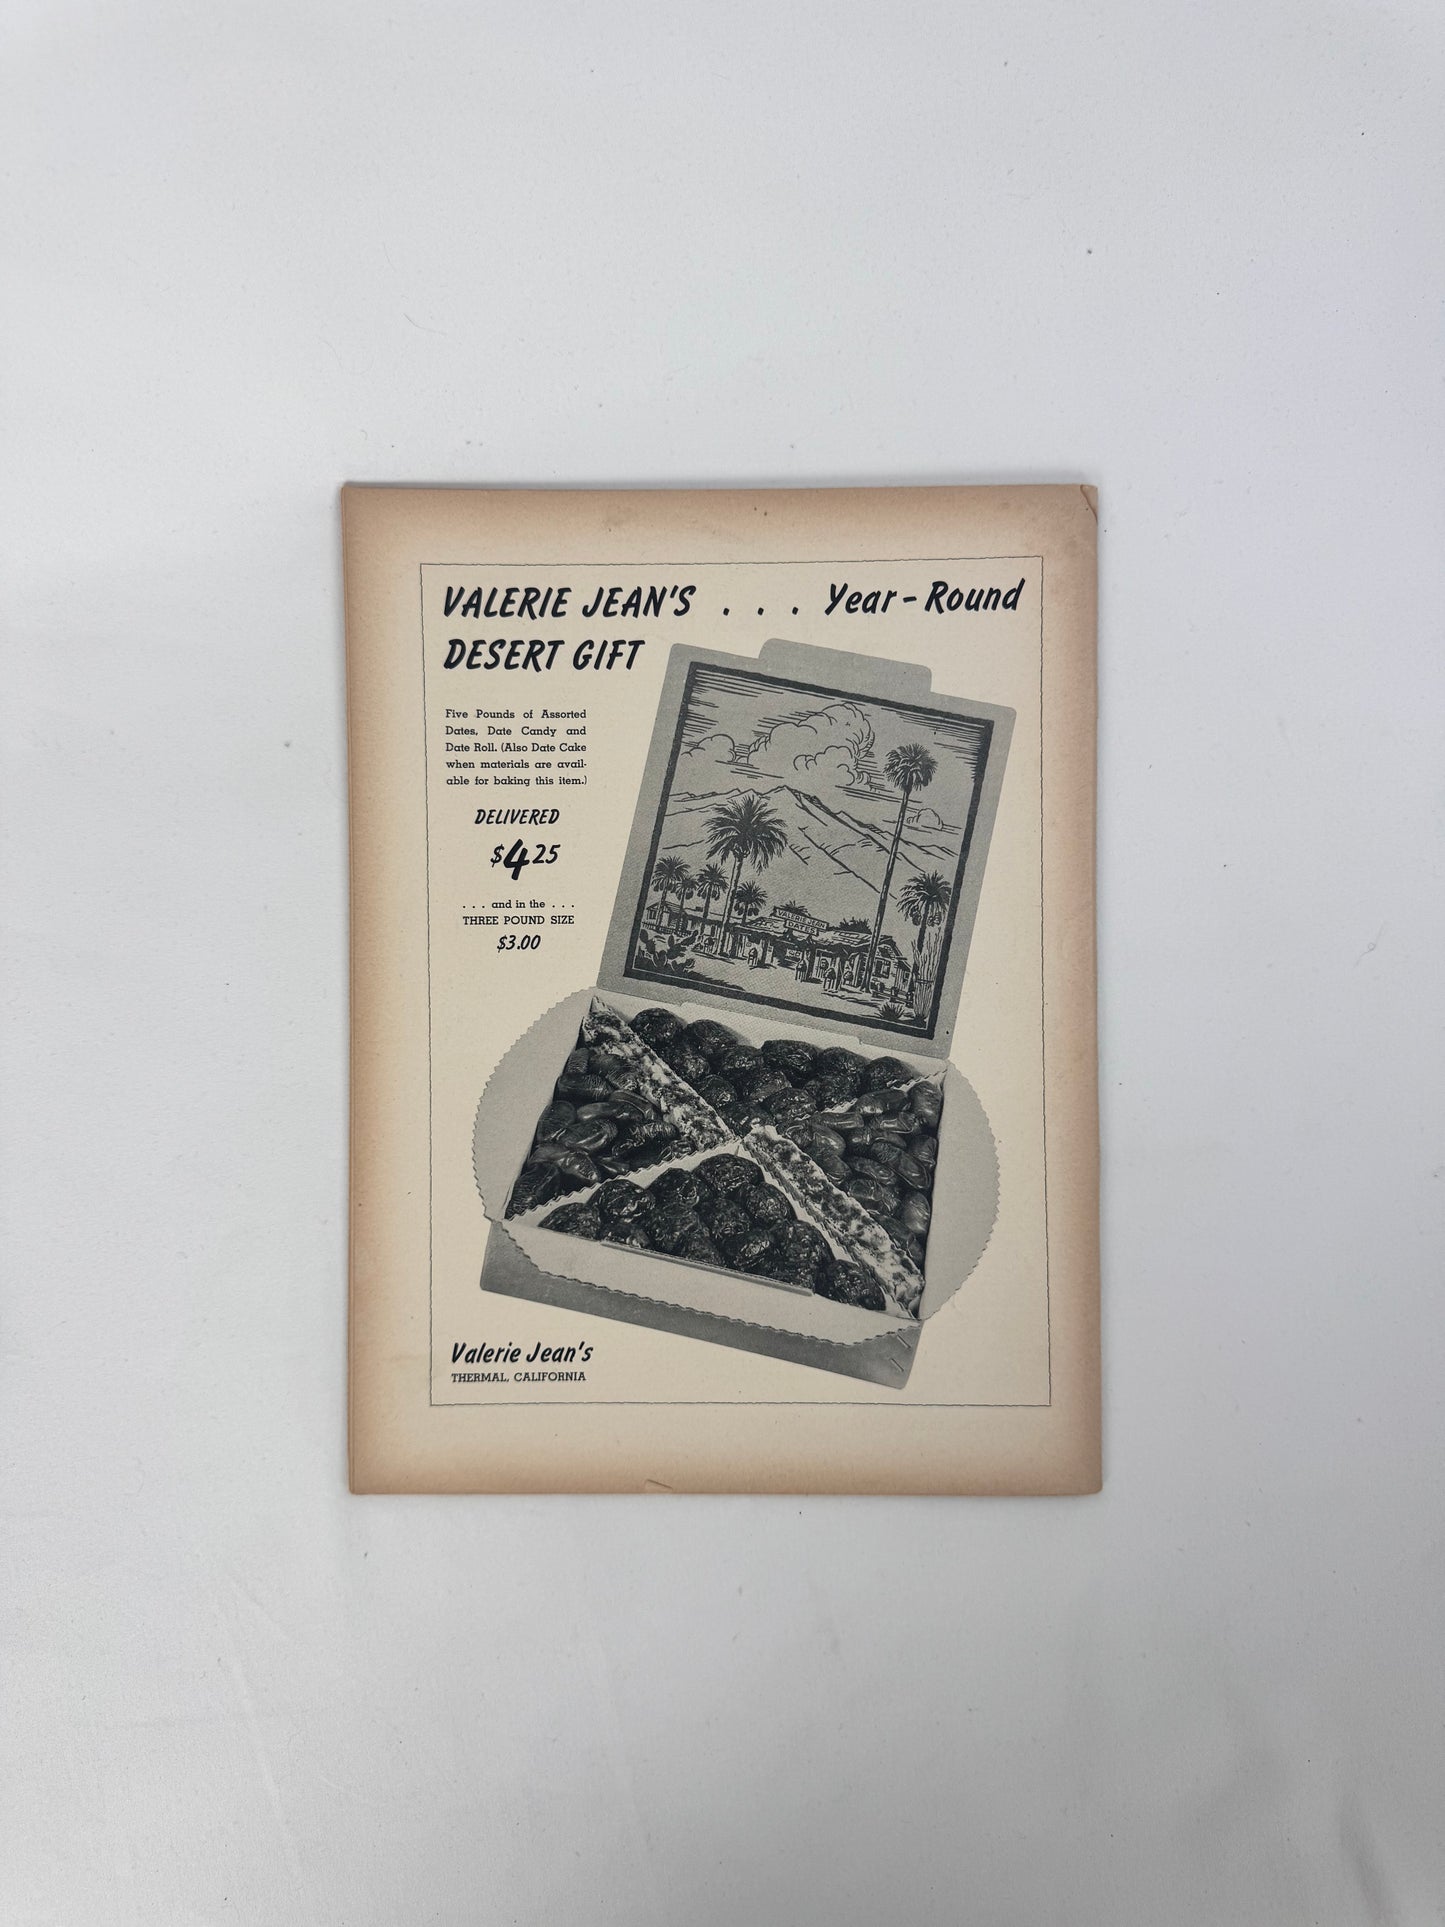 VALERIE JEAN'S . . . Year-Round
DESERT GIFT
Five Pounds of Assorted
Dates, Date Candy and
Date Roll. (Also Date Cake
when materials are avail-
able for baking this item.)
DELIVERED
$4 25
. . . and in the . . .
THREE POUND SIZE
$3.00
VALERIE JEAN
DATES
Valerie Jean's
THERMAL, CALIFORNIA